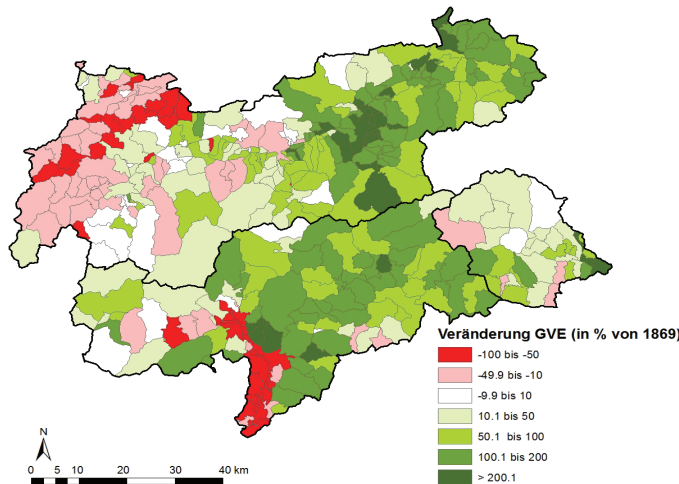 Veränderung GVE (in % von 1869)
-100 bis -50
-49.9 bis -10
-9.9 bis 10
10.1 bis 50
50.1 bis 100
100.1 bis 200
> 200.1
N
0 5 10 20 30 40 km